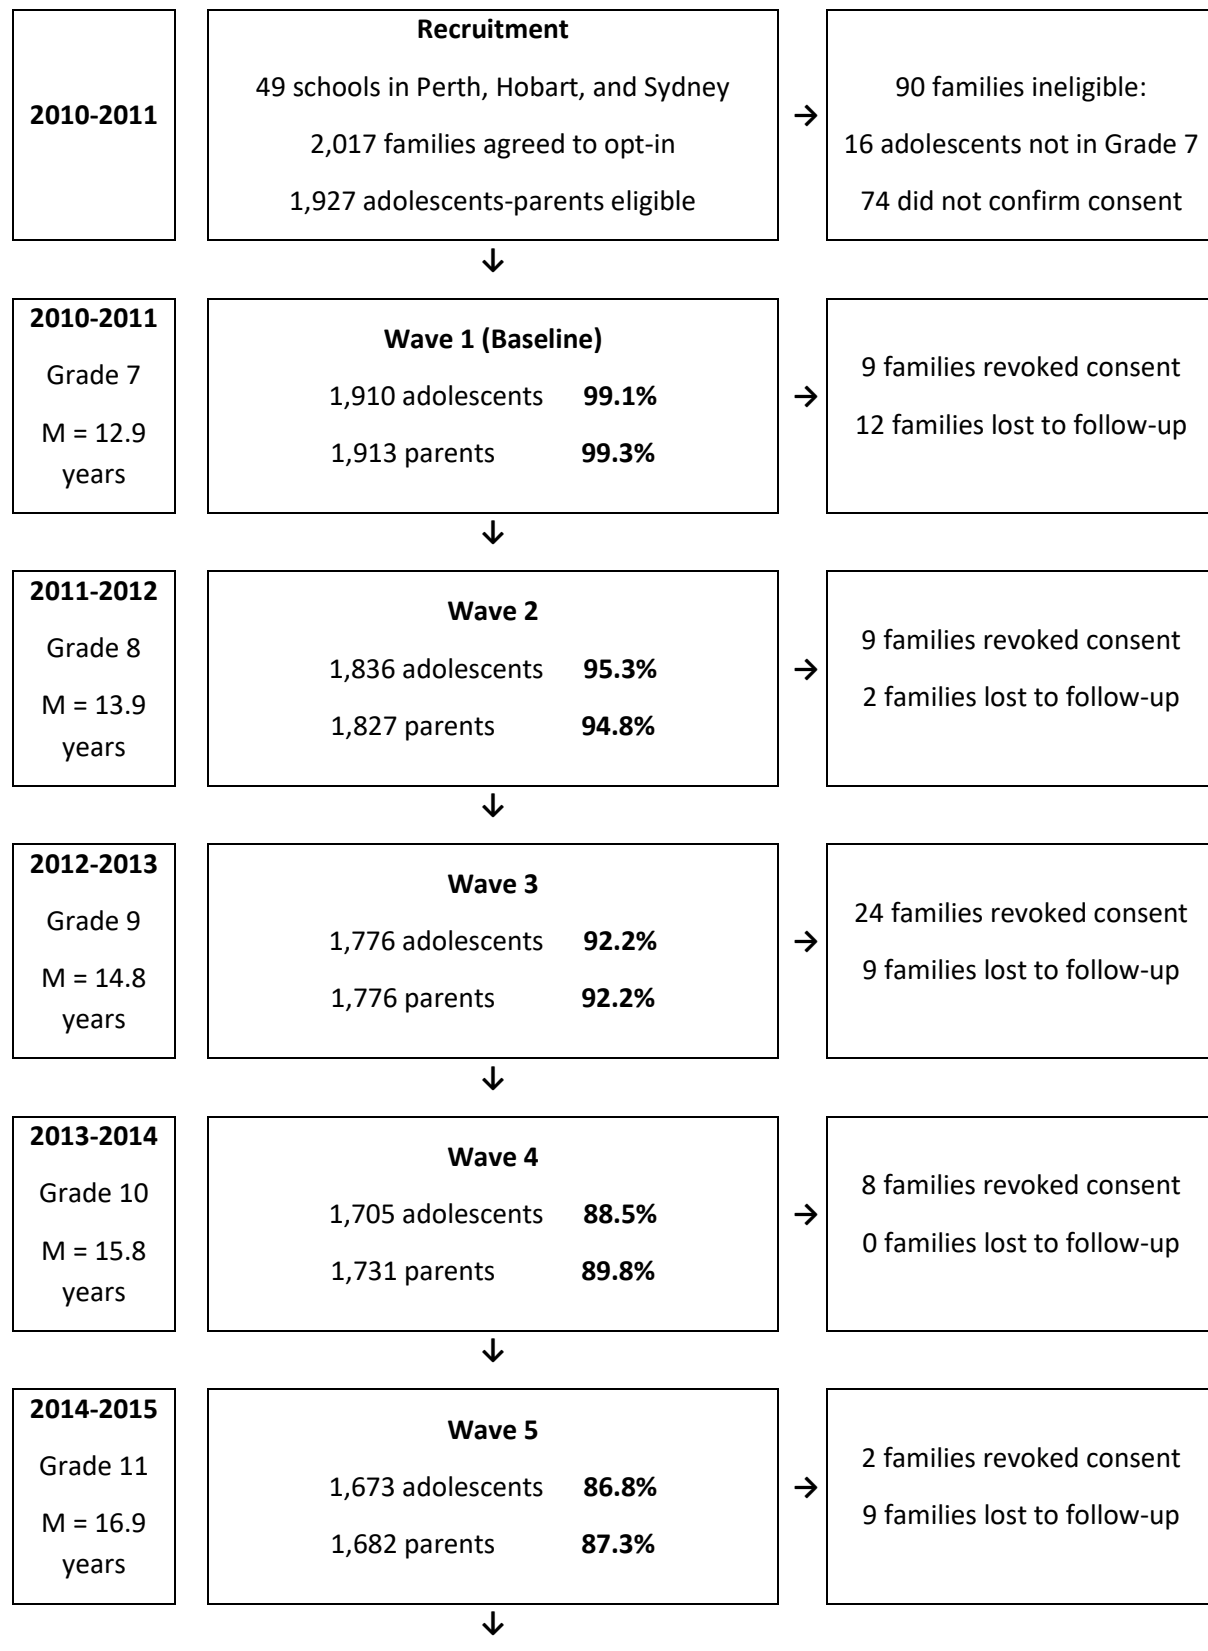 2010-2011
Recruitment
49 schools in Perth, Hobart, and Sydney
2,017 families agreed to opt-in
1,927 adolescents-parents eligible
→
90 families ineligible:
16 adolescents not in Grade 7
74 did not confirm consent
↓
2010-2011
Grade 7
M = 12.9
years
Wave 1 (Baseline)
1,910 adolescents 99.1%
1,913 parents 99.3%
→
9 families revoked consent
12 families lost to follow-up
↓
2011-2012
Grade 8
M = 13.9
years
Wave 2
1,836 adolescents 95.3%
1,827 parents 94.8%
→
9 families revoked consent
2 families lost to follow-up
↓
2012-2013
Grade 9
M = 14.8
years
Wave 3
1,776 adolescents 92.2%
1,776 parents 92.2%
→
24 families revoked consent
9 families lost to follow-up
↓
2013-2014
Grade 10
M = 15.8
years
Wave 4
1,705 adolescents 88.5%
1,731 parents 89.8%
→
8 families revoked consent
0 families lost to follow-up
↓
2014-2015
Grade 11
M = 16.9
years
Wave 5
1,673 adolescents 86.8%
1,682 parents 87.3%
→
2 families revoked consent
9 families lost to follow-up
↓